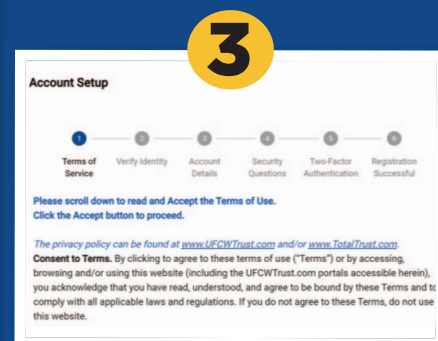 3
Account Setup
1 2 3 4 5 6
Terms of Service Verify Identity Account Details Security Questions Two-Factor Authentication Registration Successful
Please scroll down to read and Accept the Terms of Use.
Click the Accept button to proceed.
The privacy policy can be found at www.UFCWTrust.com and/or www.TotalTrust.com.
Consent to Terms. By clicking to agree to these terms of use ("Terms") or by accessing,
browsing and/or using this website (including the UFCWTrust.com portals accessible herein),
you acknowledge that you have read, understood, and agree to be bound by these Terms and to
comply with all applicable laws and regulations. If you do not agree to these Terms, do not use
this website.